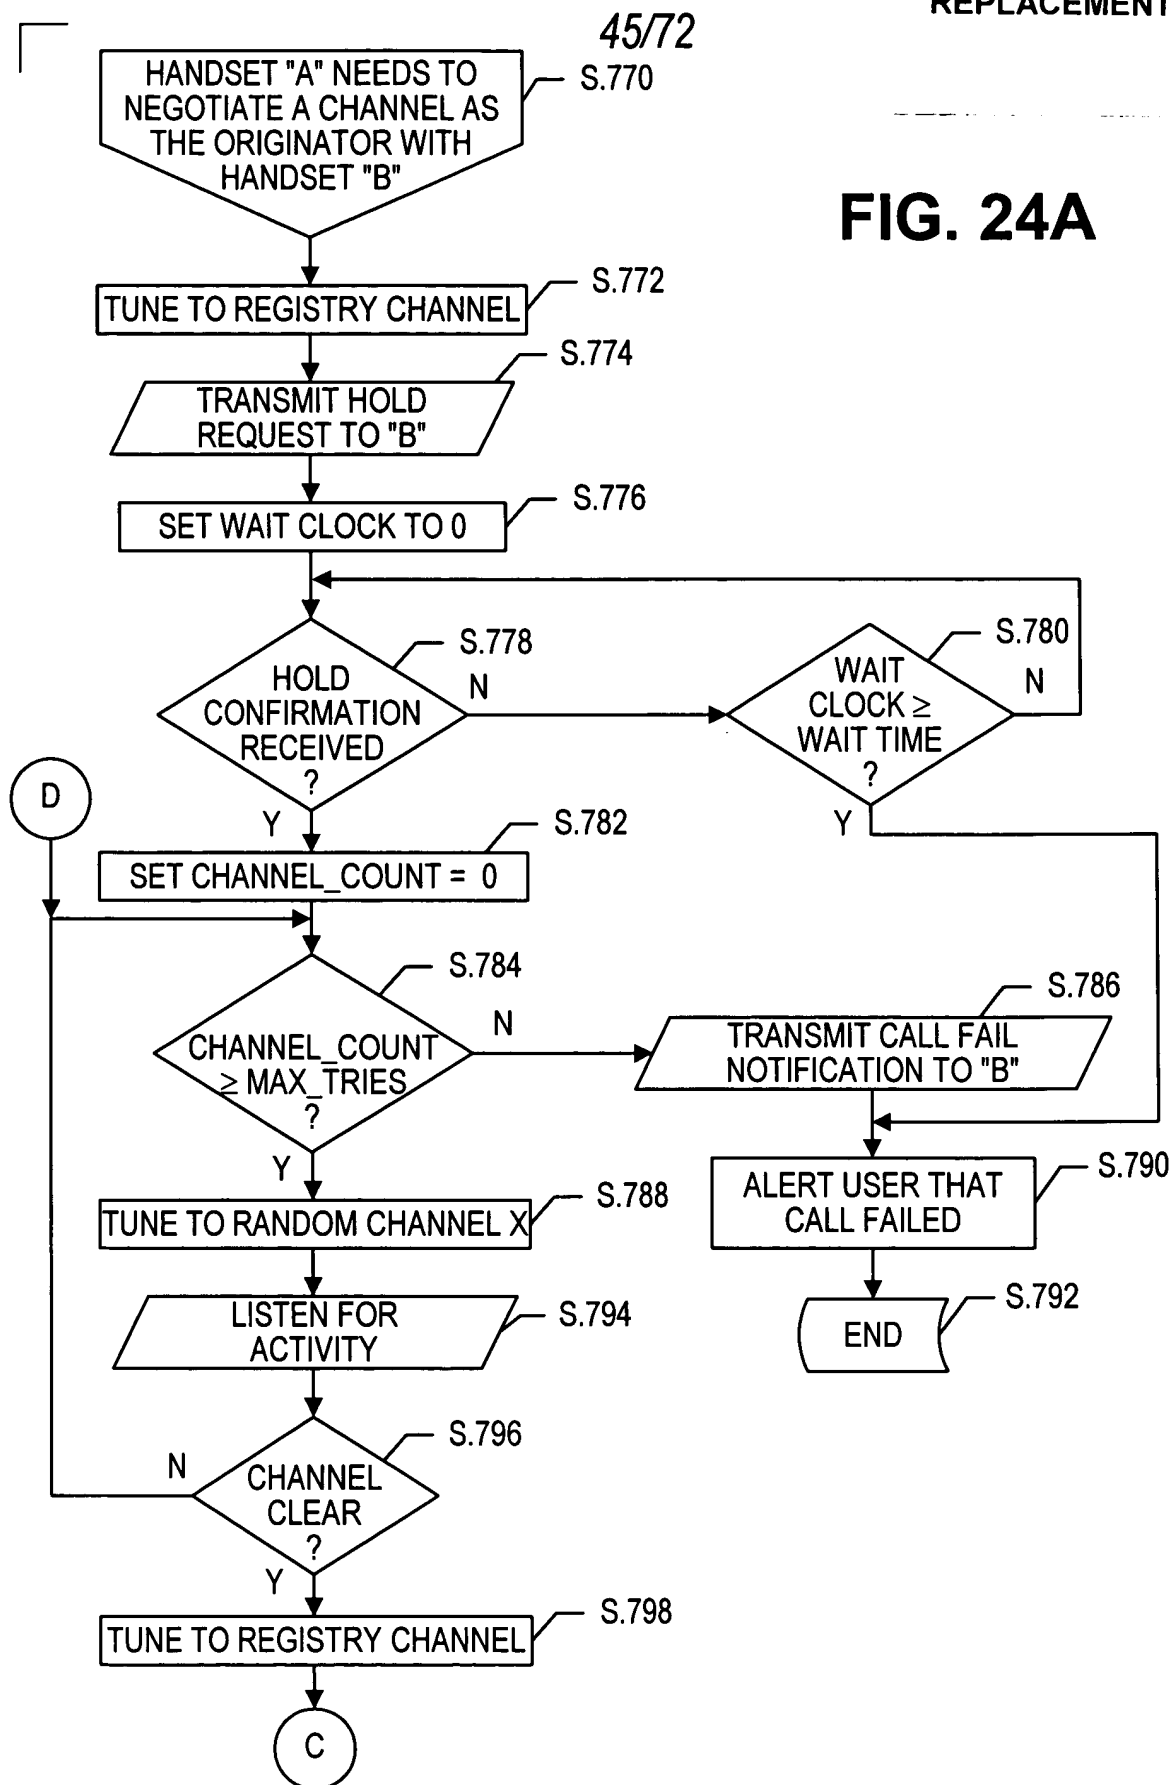 REPLACEMENT
45/72
HANDSET "A" NEEDS TO
NEGOTIATE A CHANNEL AS
THE ORIGINATOR WITH
HANDSET "B"
S.770
FIG. 24A
TUNE TO REGISTRY CHANNEL
S.772
TRANSMIT HOLD
REQUEST TO "B"
S.774
SET WAIT CLOCK TO 0
S.776
HOLD
CONFIRMATION
RECEIVED
?
S.778
N
Y
WAIT
CLOCK ≥
WAIT TIME
?
S.780
N
Y
D
SET CHANNEL_COUNT = 0
S.782
CHANNEL_COUNT
≥ MAX_TRIES
?
S.784
N
Y
TRANSMIT CALL FAIL
NOTIFICATION TO "B"
S.786
TUNE TO RANDOM CHANNEL X
S.788
ALERT USER THAT
CALL FAILED
S.790
LISTEN FOR
ACTIVITY
S.794
END
S.792
CHANNEL
CLEAR
?
S.796
N
Y
TUNE TO REGISTRY CHANNEL
S.798
C